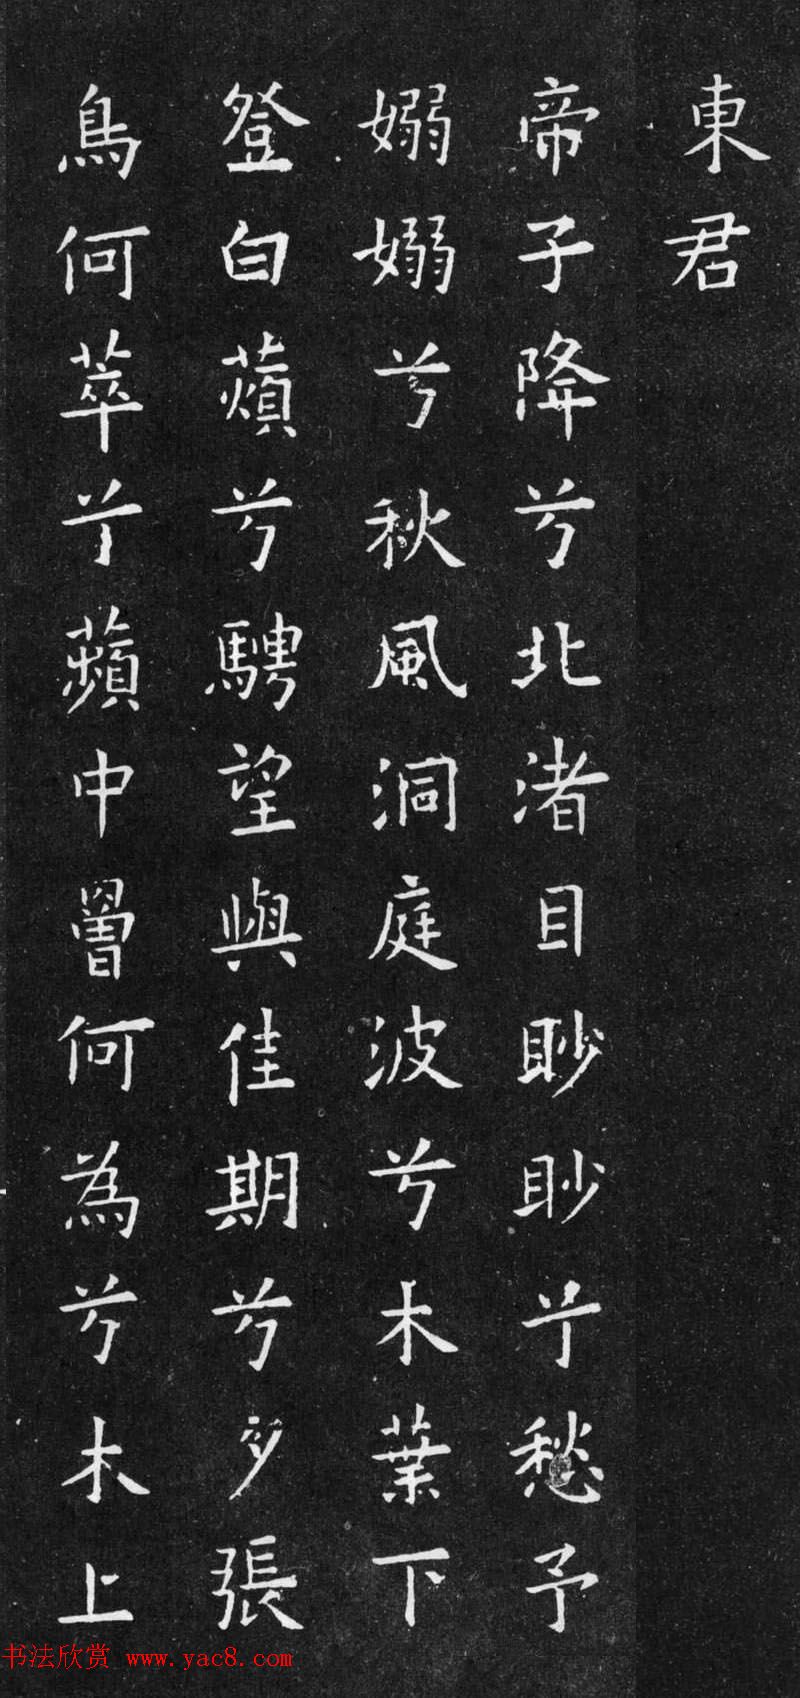 東君
帝子降兮北渚目眇眇兮愁予
嫋嫋兮秋風洞庭波兮木葉下
登白薠兮騁望與佳期兮夕張
鳥何萃兮蘋中罾何為兮木上
书法欣赏 www.yac8.com